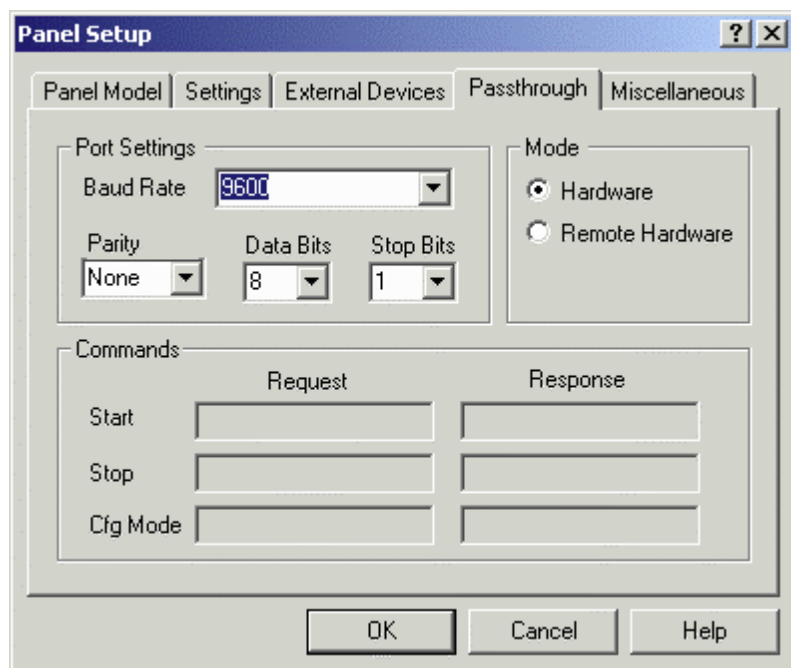 Panel Setup
Panel Model Settings External Devices Passthrough Miscellaneous
Port Settings
Baud Rate 9600
Parity Data Bits Stop Bits
None 8 1
Mode
Hardware
Remote Hardware
Commands
Request Response
Start
Stop
Cfg Mode
OK Cancel Help